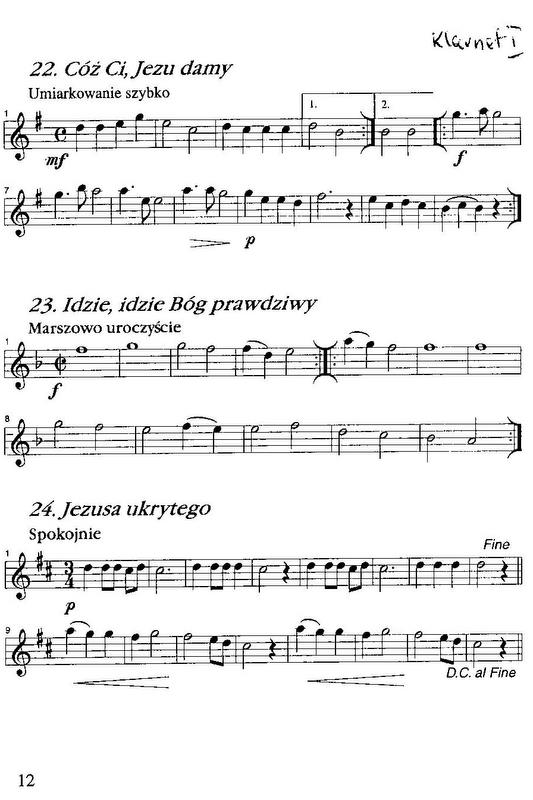 Klarnet I
22. Cóż Ci, Jezu damy
Umiarkowanie szybko
1
1.
2.
mf
f
7
p
23. Idzie, idzie Bóg prawdziwy
Marszowo uroczyście
1
f
8
24. Jezusa ukrytego
Spokojnie
Fine
1
3
4
p
9
D.C. al Fine
12